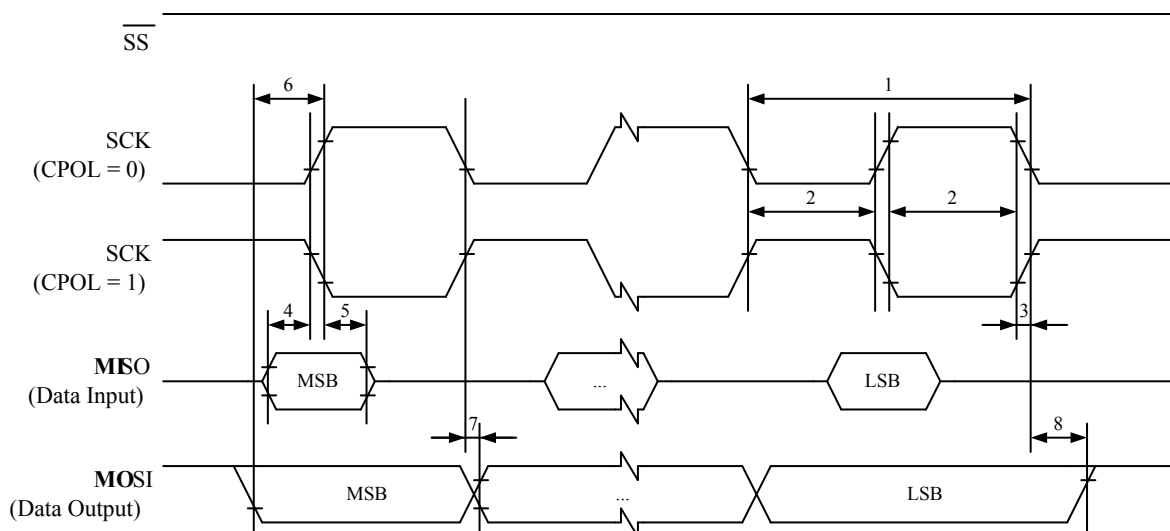 SS
6
1
SCK
(CPOL = 0)
2
2
SCK
(CPOL = 1)
4
5
3
MISO
(Data Input)
MSB
...
LSB
7
8
MOSI
(Data Output)
MSB
...
LSB